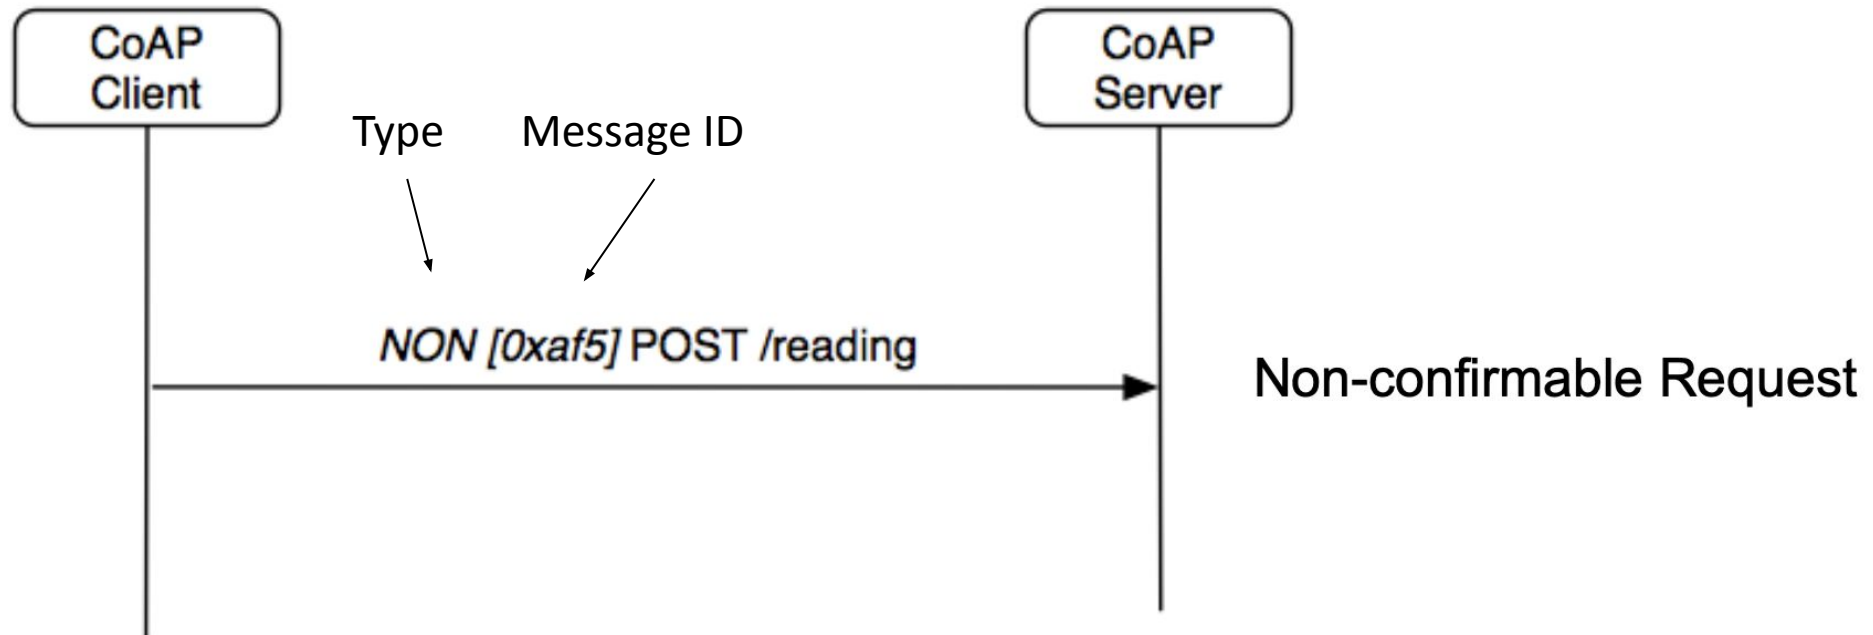 CoAP
Client
CoAP
Server
Type
Message ID
NON [0xaf5] POST /reading
Non-confirmable Request